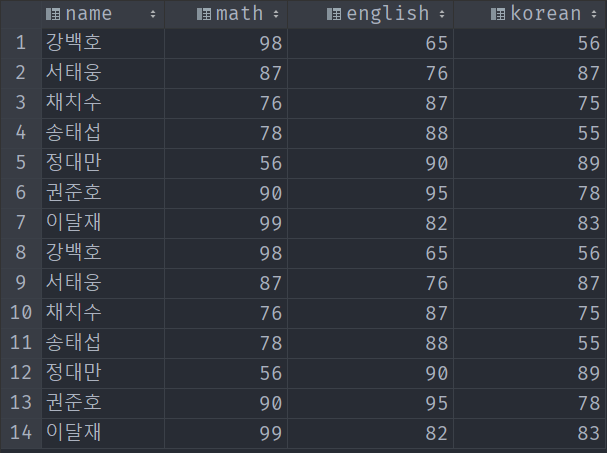 name math english korean
1 강백호 98 65 56
2 서태웅 87 76 87
3 채치수 76 87 75
4 송태섭 78 88 55
5 정대만 56 90 89
6 권준호 90 95 78
7 이달재 99 82 83
8 강백호 98 65 56
9 서태웅 87 76 87
10 채치수 76 87 75
11 송태섭 78 88 55
12 정대만 56 90 89
13 권준호 90 95 78
14 이달재 99 82 83